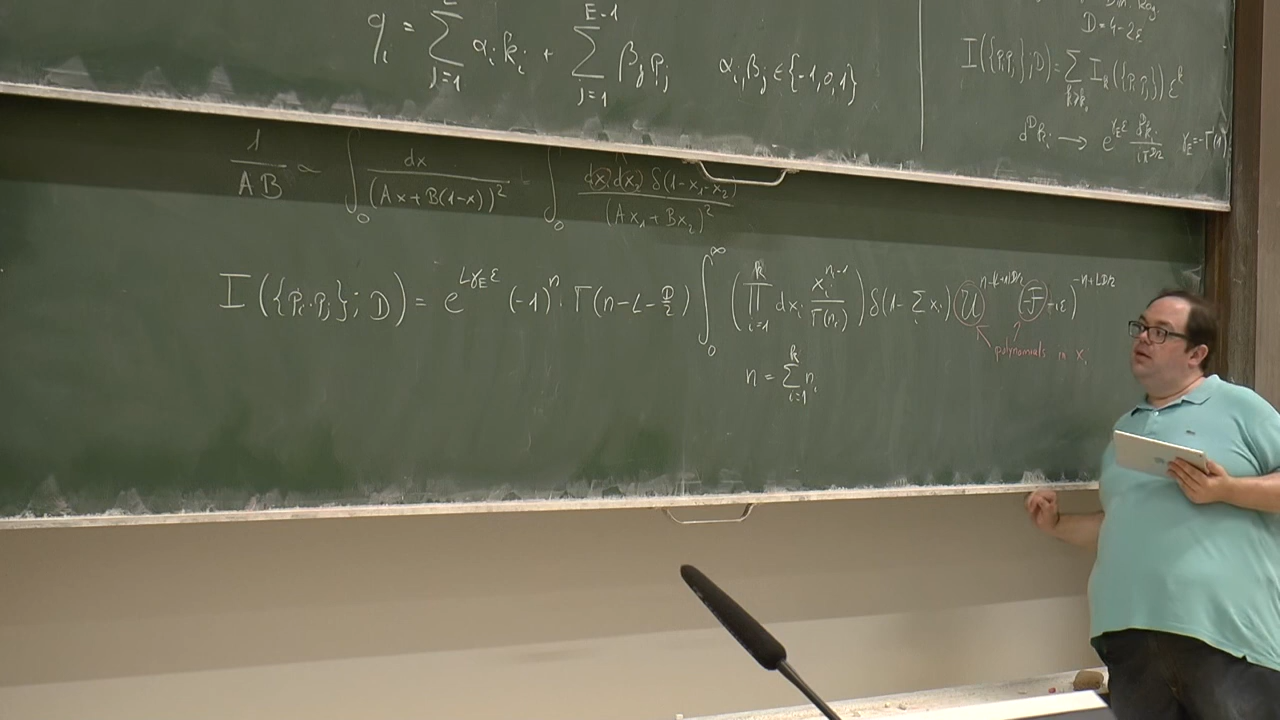 q_i = Σ_{j=1}^{L} α_i k_i + Σ_{j=1}^{E-1} β_j p_j   α_i, β_j ∈ {-1,0,1}
D = 4-2ε
I({p_i p_j};D) = Σ_{k≥k_1} I_k({p_i p_j}) ε^k
d^D k_i → e^{γ_E ε} d^D k_i / iπ^{D/2}   γ_E = -Γ'(1)
1/AB ∝ ∫_0 dx/(Ax+B(1-x))^2   ∫_0 dx_1 dx_2 δ(1-x_1-x_2)/(Ax_1+Bx_2)^2
I({p_i·p_j};D) = e^{Lγ_E ε} (-1)^n · Γ(n-L-D/2) ∫_0^∞ (∏_{i=1}^{k} dx_i x_i^{n_i-1}/Γ(n_i)) δ(1-Σ_i x_i) U^{n-(L+1)D/2} (F-iε)^{-n+LD/2}
polynomials in x_i
n = Σ_{i=1}^{k} n_i